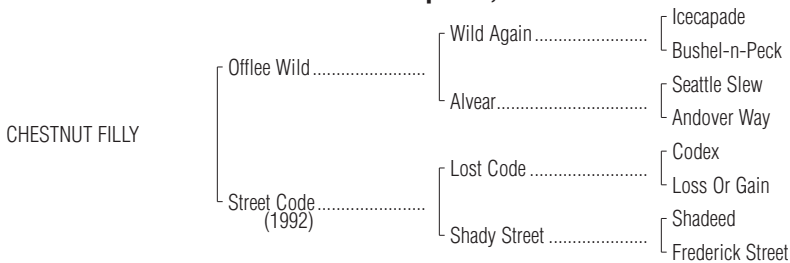 Icecapade
Wild Again
Bushel-n-Peck
Offlee Wild
Seattle Slew
Alvear
Andover Way
CHESTNUT FILLY
Codex
Lost Code
Loss Or Gain
Street Code
(1992)
Shadeed
Shady Street
Frederick Street